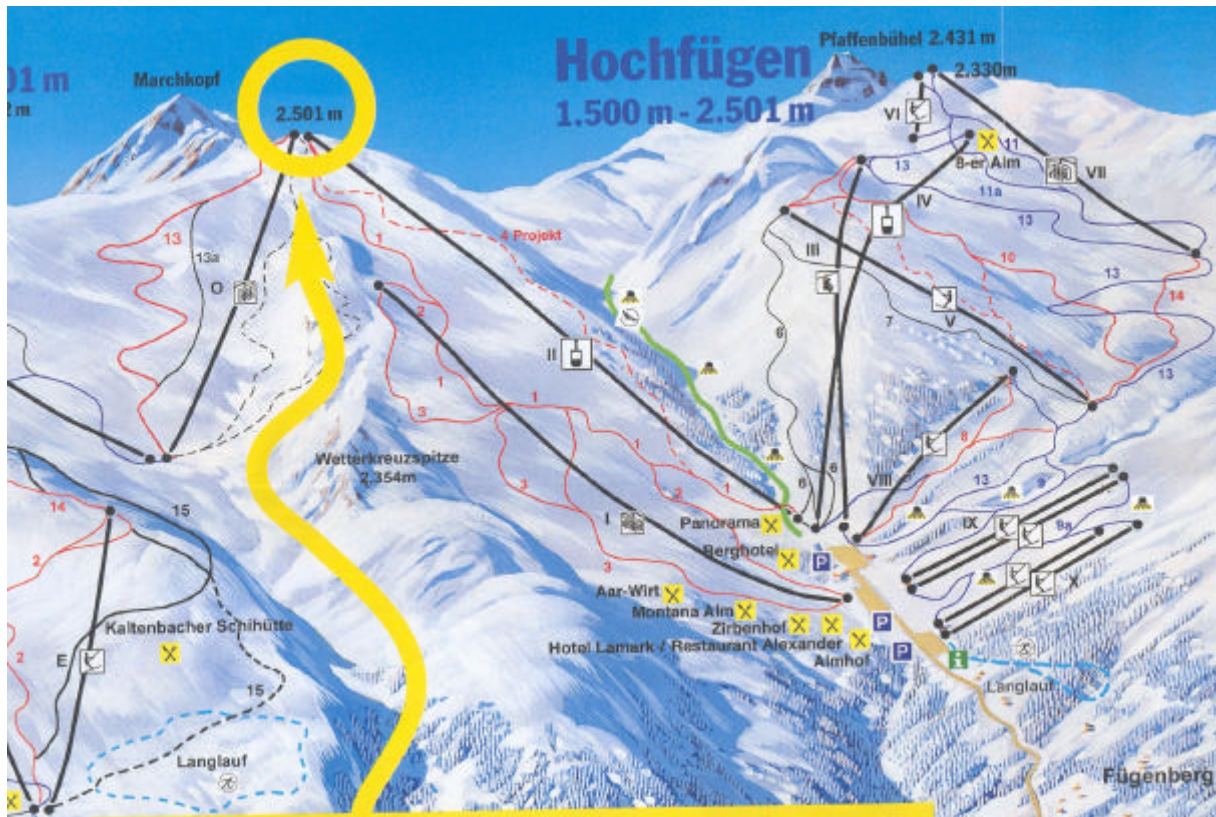 01 m
2 m
Marchkopf
2.501 m
Hochfügen
1.500 m - 2.501 m
Pfaffenbühel 2.431 m
2.330m
VI
11
8-er Alm
VII
13
11a
IV
13
III
10
13
14
13
13a
O
1
4 Projekt
2
II
6
7
V
1
3
1
1
8
13
Wetterkreuzspitze
2.354m
3
2
1
6
6
VIII
13
9
IX
9a
X
14
15
2
I
Panorama
Berghotel
P
3
Aar-Wirt
Montana Alm
Zirbenhof
P
Hotel Lamark / Restaurant Alexander
Almhof
P
i
Kaltenbacher Schihütte
E
2
15
Langlauf
Langlauf
Fügenberg